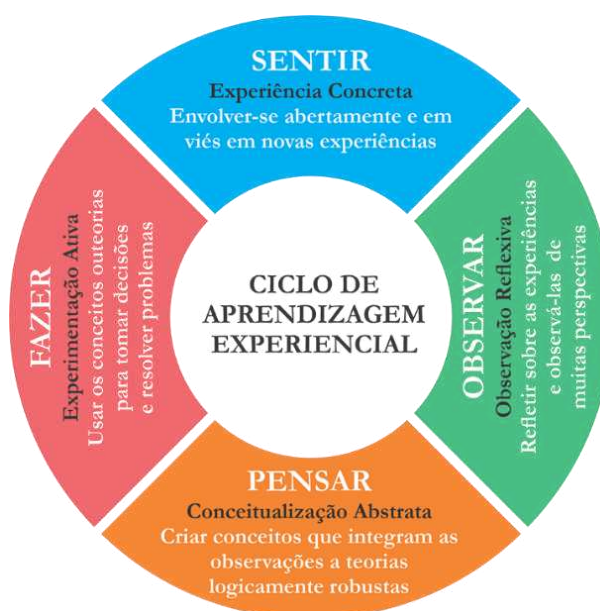 SENTIR
Experiência Concreta
Envolver-se abertamente e em
viés em novas experiências
OBSERVAR
Observação Reflexiva
Refletir sobre as experiências
e observá-las de
muitas perspectivas
PENSAR
Conceitualização Abstrata
Criar conceitos que integram as
observações a teorias
logicamente robustas
FAZER
Experimentação Ativa
Usar os conceitos outeorias
para tomar decisões
e resolver problemas
CICLO DE
APRENDIZAGEM
EXPERIENCIAL